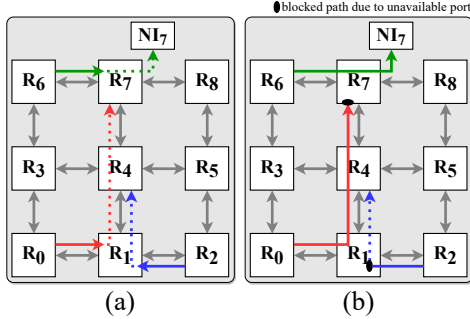 blocked path due to unavailable port
NI7 NI7
R6 R7 R8 R6 R7 R8
R3 R4 R5 R3 R4 R5
R0 R1 R2 R0 R1 R2
(a) (b)